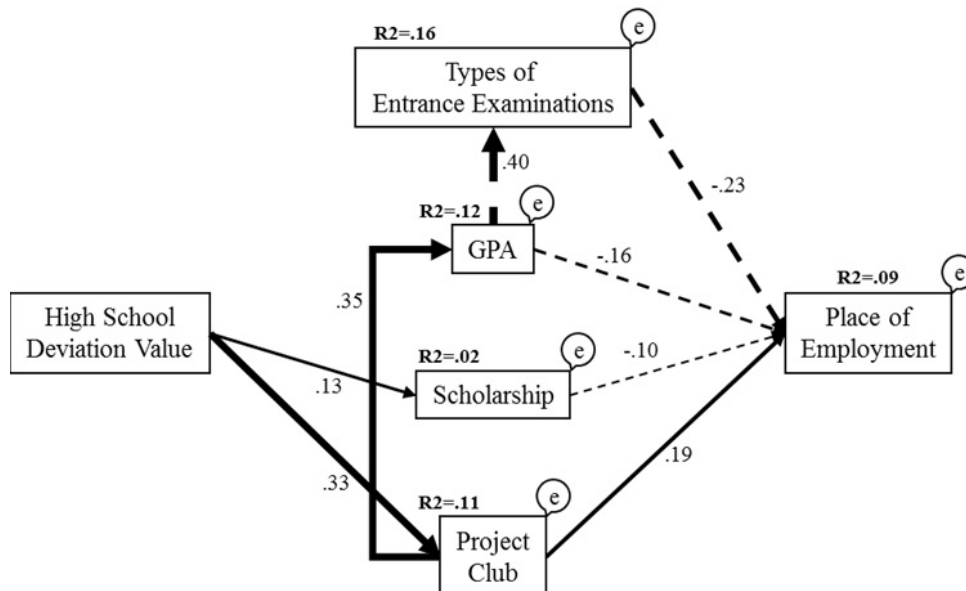 R2=.16
e
Types of
Entrance Examinations
.40
-.23
R2=.12
e
GPA
-.16
.35
R2=.09
e
High School
Deviation Value
Place of
Employment
R2=.02
e
-.10
.13
Scholarship
.19
.33
R2=.11
e
Project
Club